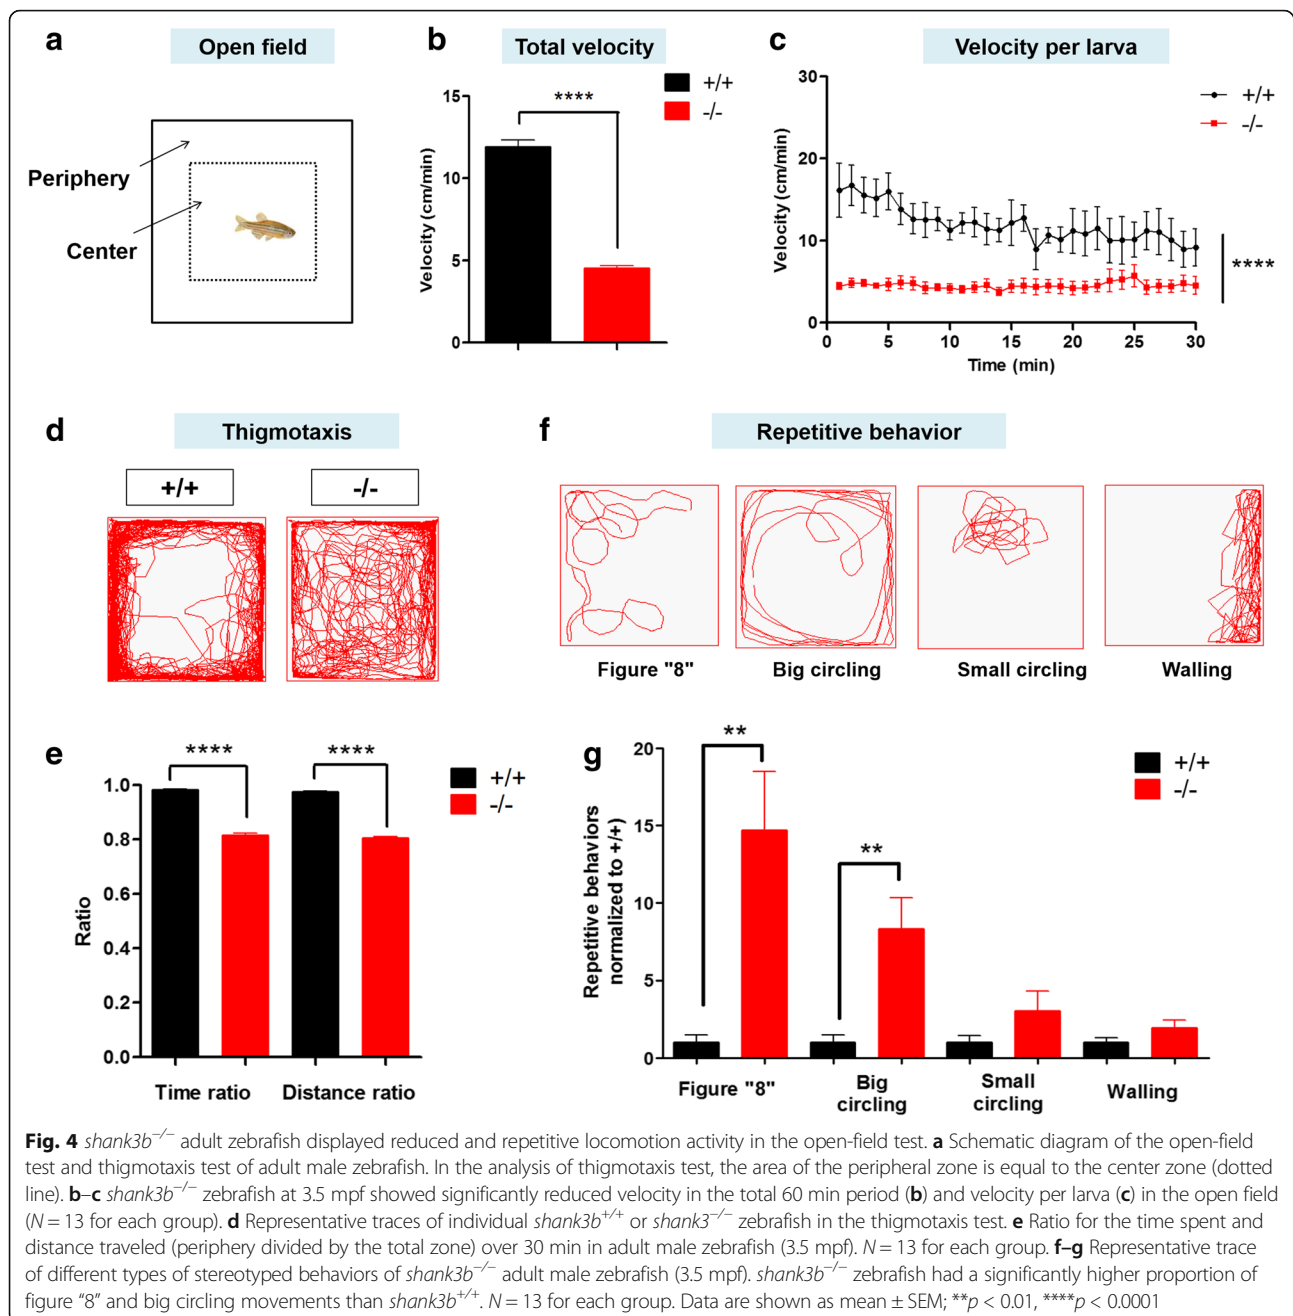 a
Open field
Periphery
Center
b
Total velocity
+/+
-/-
****
15
10
5
0
Velocity (cm/min)
c
Velocity per larva
+/+
-/-
30
20
10
0
Velocity (cm/min)
****
0 5 10 15 20 25 30
Time (min)
d
Thigmotaxis
+/+
-/-
f
Repetitive behavior
Figure "8"
Big circling
Small circling
Walling
e
****
****
+/+
-/-
1.0
0.8
0.6
0.4
0.2
0.0
Ratio
Time ratio
Distance ratio
g
**
**
+/+
-/-
20
15
10
5
0
Repetitive behaviors
normalized to +/+)
Figure "8"
Big
circling
Small
circling
Walling
Fig. 4 shank3b−/− adult zebrafish displayed reduced and repetitive locomotion activity in the open-field test. a Schematic diagram of the open-field
test and thigmotaxis test of adult male zebrafish. In the analysis of thigmotaxis test, the area of the peripheral zone is equal to the center zone (dotted
line). b–c shank3b−/− zebrafish at 3.5 mpf showed significantly reduced velocity in the total 60 min period (b) and velocity per larva (c) in the open field
(N = 13 for each group). d Representative traces of individual shank3b+/+ or shank3−/− zebrafish in the thigmotaxis test. e Ratio for the time spent and
distance traveled (periphery divided by the total zone) over 30 min in adult male zebrafish (3.5 mpf). N = 13 for each group. f–g Representative trace
of different types of stereotyped behaviors of shank3b−/− adult male zebrafish (3.5 mpf). shank3b−/− zebrafish had a significantly higher proportion of
figure “8” and big circling movements than shank3b+/+. N = 13 for each group. Data are shown as mean ± SEM; **p < 0.01, ****p < 0.0001